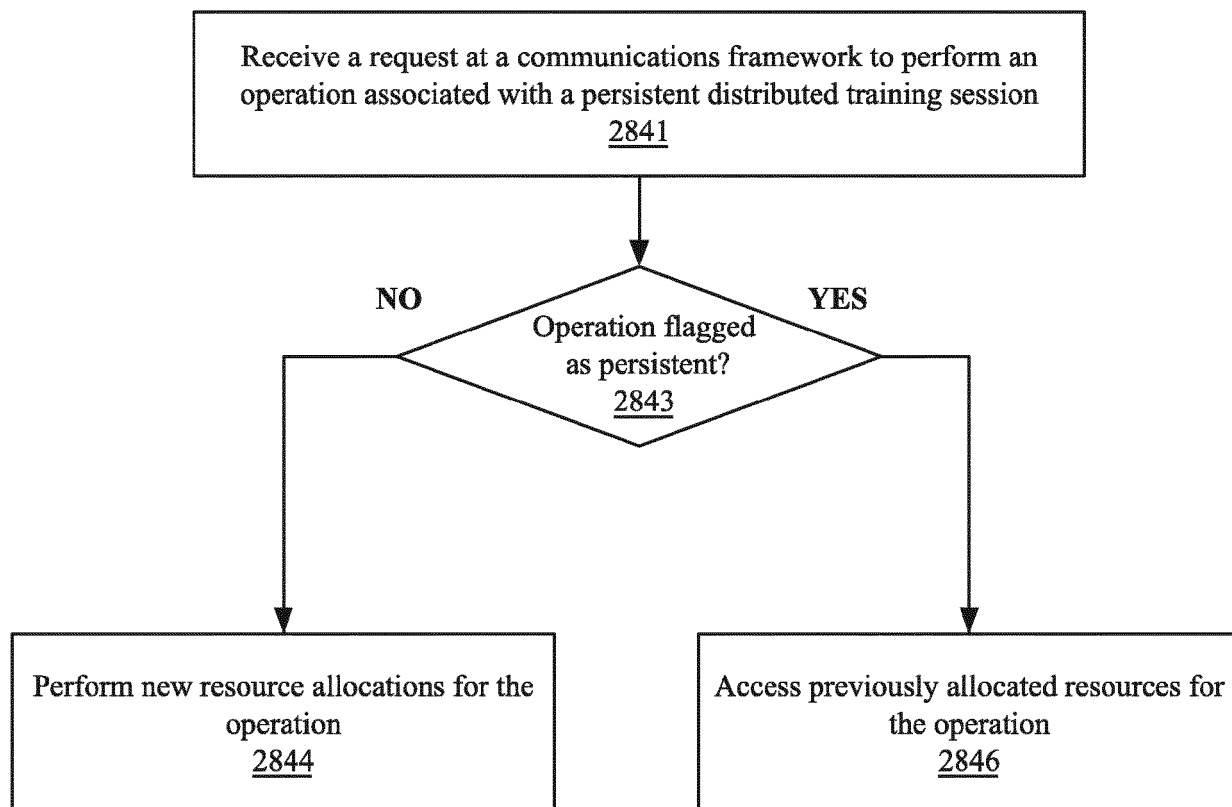 Receive a request at a communications framework to perform an
operation associated with a persistent distributed training session
2841
NO
YES
Operation flagged
as persistent?
2843
Perform new resource allocations for the
operation
2844
Access previously allocated resources for
the operation
2846